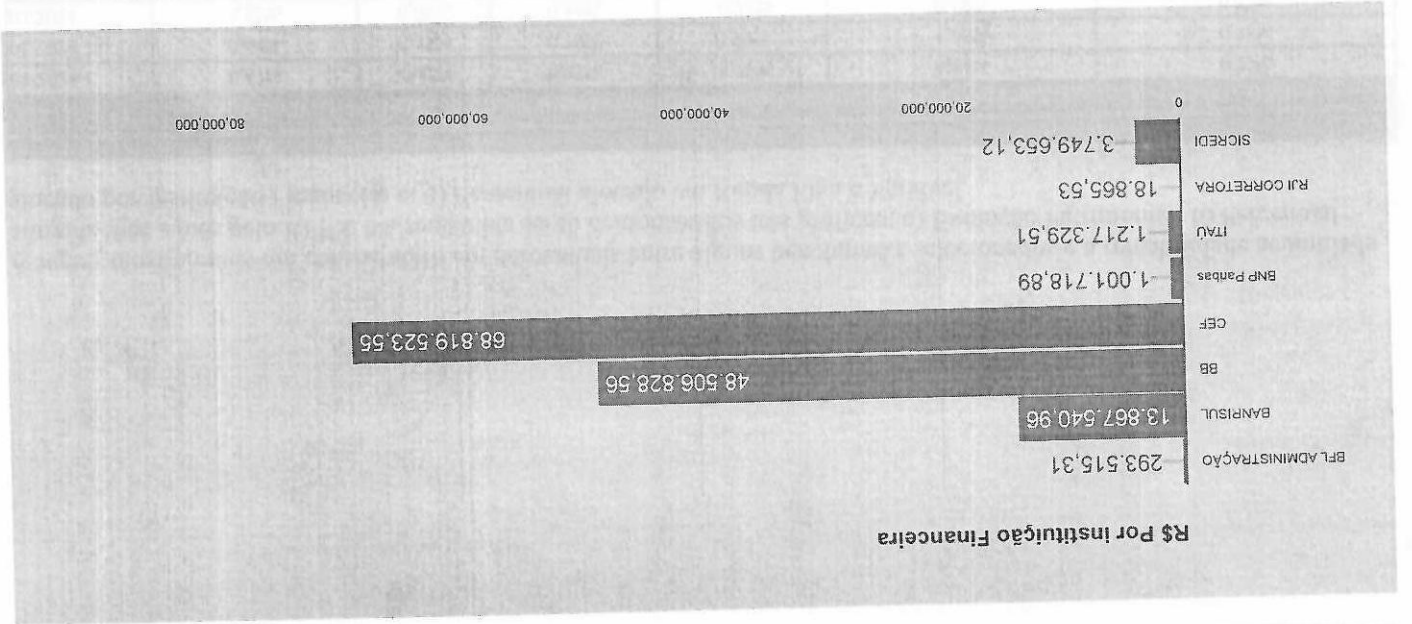 R$ Por instituição Financeira
BFL ADMINISTRAÇÃO 293.515,31
BANRISUL 13.867.540,96
BB 48.506.828,56
CEF 68.819.523,55
BNP Paribas 1.001.718,89
ITAU 1.217.329,51
RJI CORRETORA 18.865,53
SICREDI 3.749.653,12
0 20,000,000 40,000,000 60,000,000 80,000,000